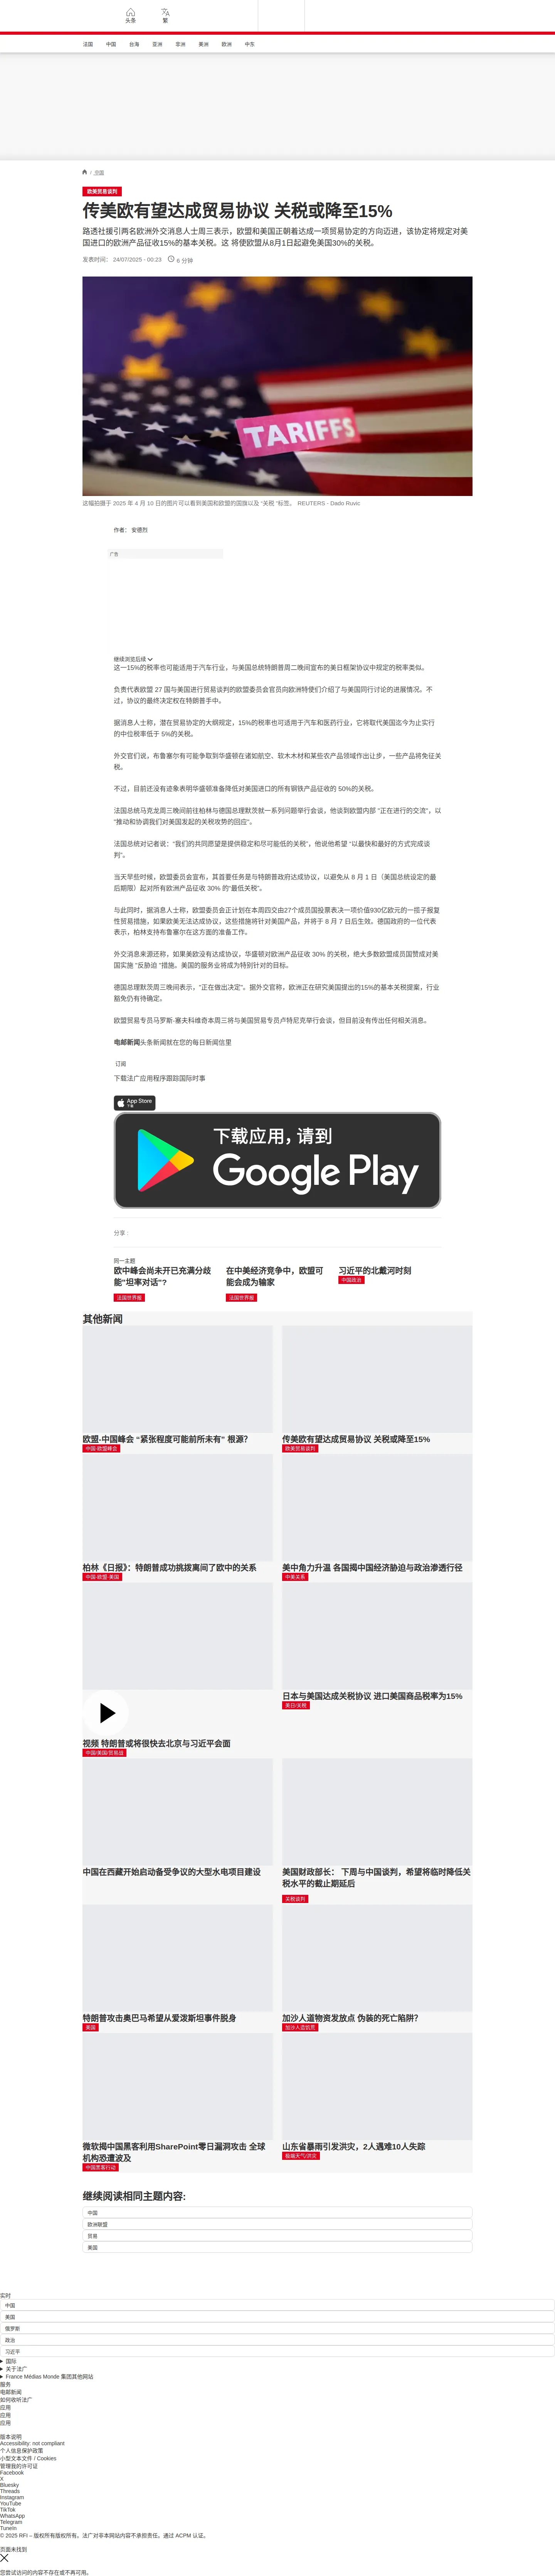 头条
繁
法国
中国
台海
亚洲
非洲
美洲
欧洲
中东
/ 中国
欧美贸易谈判
传美欧有望达成贸易协议 关税或降至15%
路透社援引两名欧洲外交消息人士周三表示，欧盟和美国正朝着达成一项贸易协定的方向迈进，该协定将规定对美
国进口的欧洲产品征收15%的基本关税。这 将使欧盟从8月1日起避免美国30%的关税。
发表时间： 24/07/2025 - 00:23
6 分钟
TARIFFS
这幅拍摄于 2025 年 4 月 10 日的图片可以看到美国和欧盟的国旗以及 “关税 ”标签。 REUTERS - Dado Ruvic
作者： 安德烈
广告
继续浏览后续
这一15%的税率也可能适用于汽车行业，与美国总统特朗普周二晚间宣布的美日框架协议中规定的税率类似。
负责代表欧盟 27 国与美国进行贸易谈判的欧盟委员会官员向欧洲特使们介绍了与美国同行讨论的进展情况。不
过，协议的最终决定权在特朗普手中。
据消息人士称，潜在贸易协定的大纲规定，15%的税率也可适用于汽车和医药行业，它将取代美国迄今为止实行
的中位税率低于 5%的关税。
外交官们说，布鲁塞尔有可能争取到华盛顿在诸如航空、软木木材和某些农产品领域作出让步，一些产品将免征关
税。
不过，目前还没有迹象表明华盛顿准备降低对美国进口的所有钢铁产品征收的 50%的关税。
法国总统马克龙周三晚间前往柏林与德国总理默茨就一系列问题举行会谈，他谈到欧盟内部 “正在进行的交流”，以
“推动和协调我们对美国发起的关税攻势的回应”。
法国总统对记者说：“我们的共同愿望是提供稳定和尽可能低的关税”，他说他希望 “以最快和最好的方式完成谈
判”。
当天早些时候，欧盟委员会宣布，其首要任务是与特朗普政府达成协议，以避免从 8 月 1 日（美国总统设定的最
后期限）起对所有欧洲产品征收 30% 的“最低关税”。
与此同时，据消息人士称，欧盟委员会正计划在本周四交由27个成员国投票表决一项价值930亿欧元的一揽子报复
性贸易措施，如果欧美无法达成协议，这些措施将针对美国产品，并将于 8 月 7 日后生效。德国政府的一位代表
表示，柏林支持布鲁塞尔在这方面的准备工作。
外交消息来源还称，如果美欧没有达成协议，华盛顿对欧洲产品征收 30% 的关税，绝大多数欧盟成员国赞成对美
国实施 “反胁迫 ”措施。美国的服务业将成为特别针对的目标。
德国总理默茨周三晚间表示，“正在做出决定”。据外交官称，欧洲正在研究美国提出的15%的基本关税提案，行业
豁免仍有待确定。
欧盟贸易专员马罗斯-塞夫科维奇本周三将与美国贸易专员卢特尼克举行会谈，但目前没有传出任何相关消息。
电邮新闻头条新闻就在您的每日新闻信里
订阅
下载法广应用程序跟踪国际时事
App Store
下载
下载应用，请到
Google Play
分享 :
同一主题
欧中峰会尚未开已充满分歧
能"坦率对话"？
法国世界报
在中美经济竞争中，欧盟可
能会成为输家
法国世界报
习近平的北戴河时刻
中国政治
其他新闻
欧盟-中国峰会 “紧张程度可能前所未有” 根源？
中国-欧盟峰会
传美欧有望达成贸易协议 关税或降至15%
欧美贸易谈判
柏林《日报》：特朗普成功挑拨离间了欧中的关系
中国-欧盟-美国
美中角力升温 各国揭中国经济胁迫与政治渗透行径
中美关系
视频 特朗普或将很快去北京与习近平会面
中国/美国/贸易战
日本与美国达成关税协议 进口美国商品税率为15%
美日/关税
中国在西藏开始启动备受争议的大型水电项目建设
美国财政部长： 下周与中国谈判，希望将临时降低关
税水平的截止期延后
关税谈判
特朗普攻击奥巴马希望从爱泼斯坦事件脱身
美国
加沙人道物资发放点 伪装的死亡陷阱？
加沙人造饥荒
微软揭中国黑客利用SharePoint零日漏洞攻击 全球
机构恐遭波及
中国黑客行动
山东省暴雨引发洪灾，2人遇难10人失踪
极端天气/洪灾
继续阅读相同主题内容:
中国
欧洲联盟
贸易
美国
实时
中国
美国
俄罗斯
政治
习近平
国际
关于法广
France Médias Monde 集团其他网站
服务
电邮新闻
如何收听法广
应用
应用
应用
版本说明
Accessibility: not compliant
个人信息保护政策
小型文本文件 / Cookies
管理我的许可证
Facebook
X
Bluesky
Threads
Instagram
YouTube
TikTok
WhatsApp
Telegram
TuneIn
© 2025 RFI – 版权所有版权所有。法广对非本网站内容不承担责任。通过 ACPM 认证。
页面未找到
您尝试访问的内容不存在或不再可用。